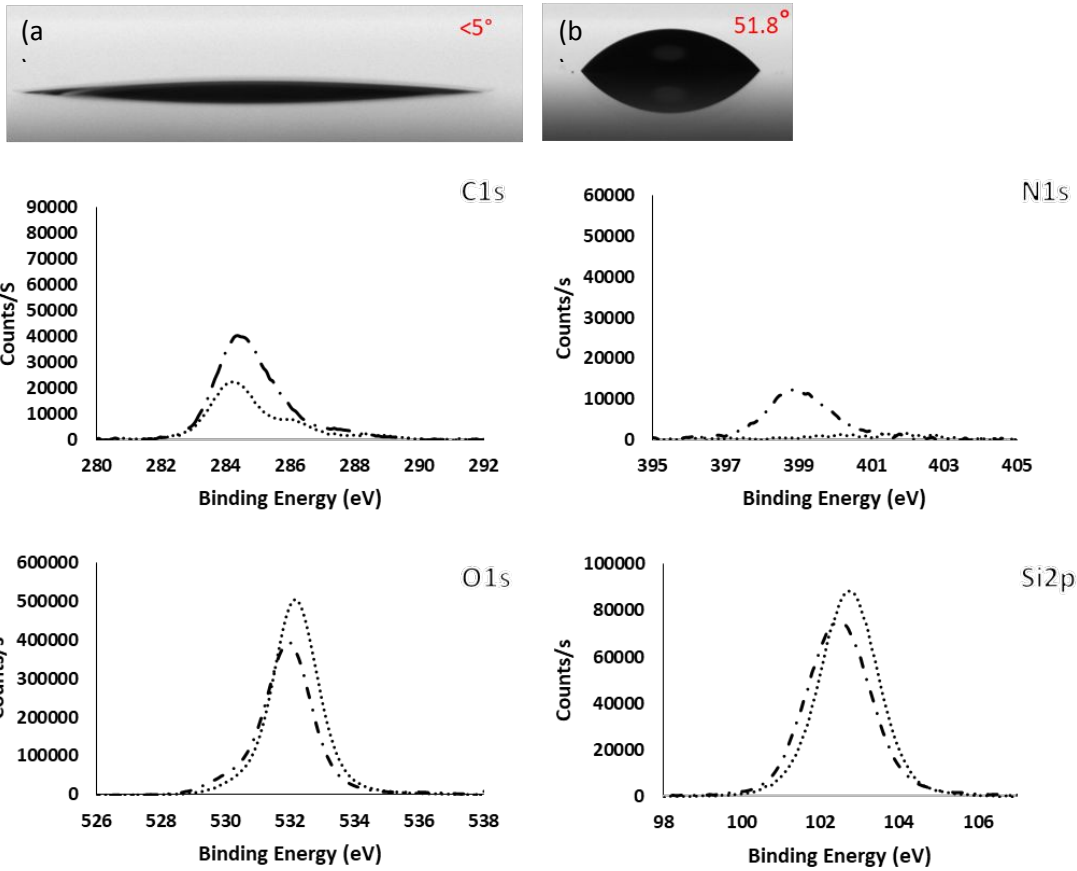 (a
<5°
(b
51.8°
C1s
90000
80000
70000
60000
50000
40000
30000
20000
10000
0
280 282 284 286 288 290 292
Counts/S
Binding Energy (eV)
N1s
60000
50000
40000
30000
20000
10000
0
395 397 399 401 403 405
Counts/s
Binding Energy (eV)
O1s
600000
500000
400000
300000
200000
100000
0
526 528 530 532 534 536 538
Binding Energy (eV)
Si2p
100000
80000
60000
40000
20000
0
98 100 102 104 106
Counts/s
Binding Energy (eV)